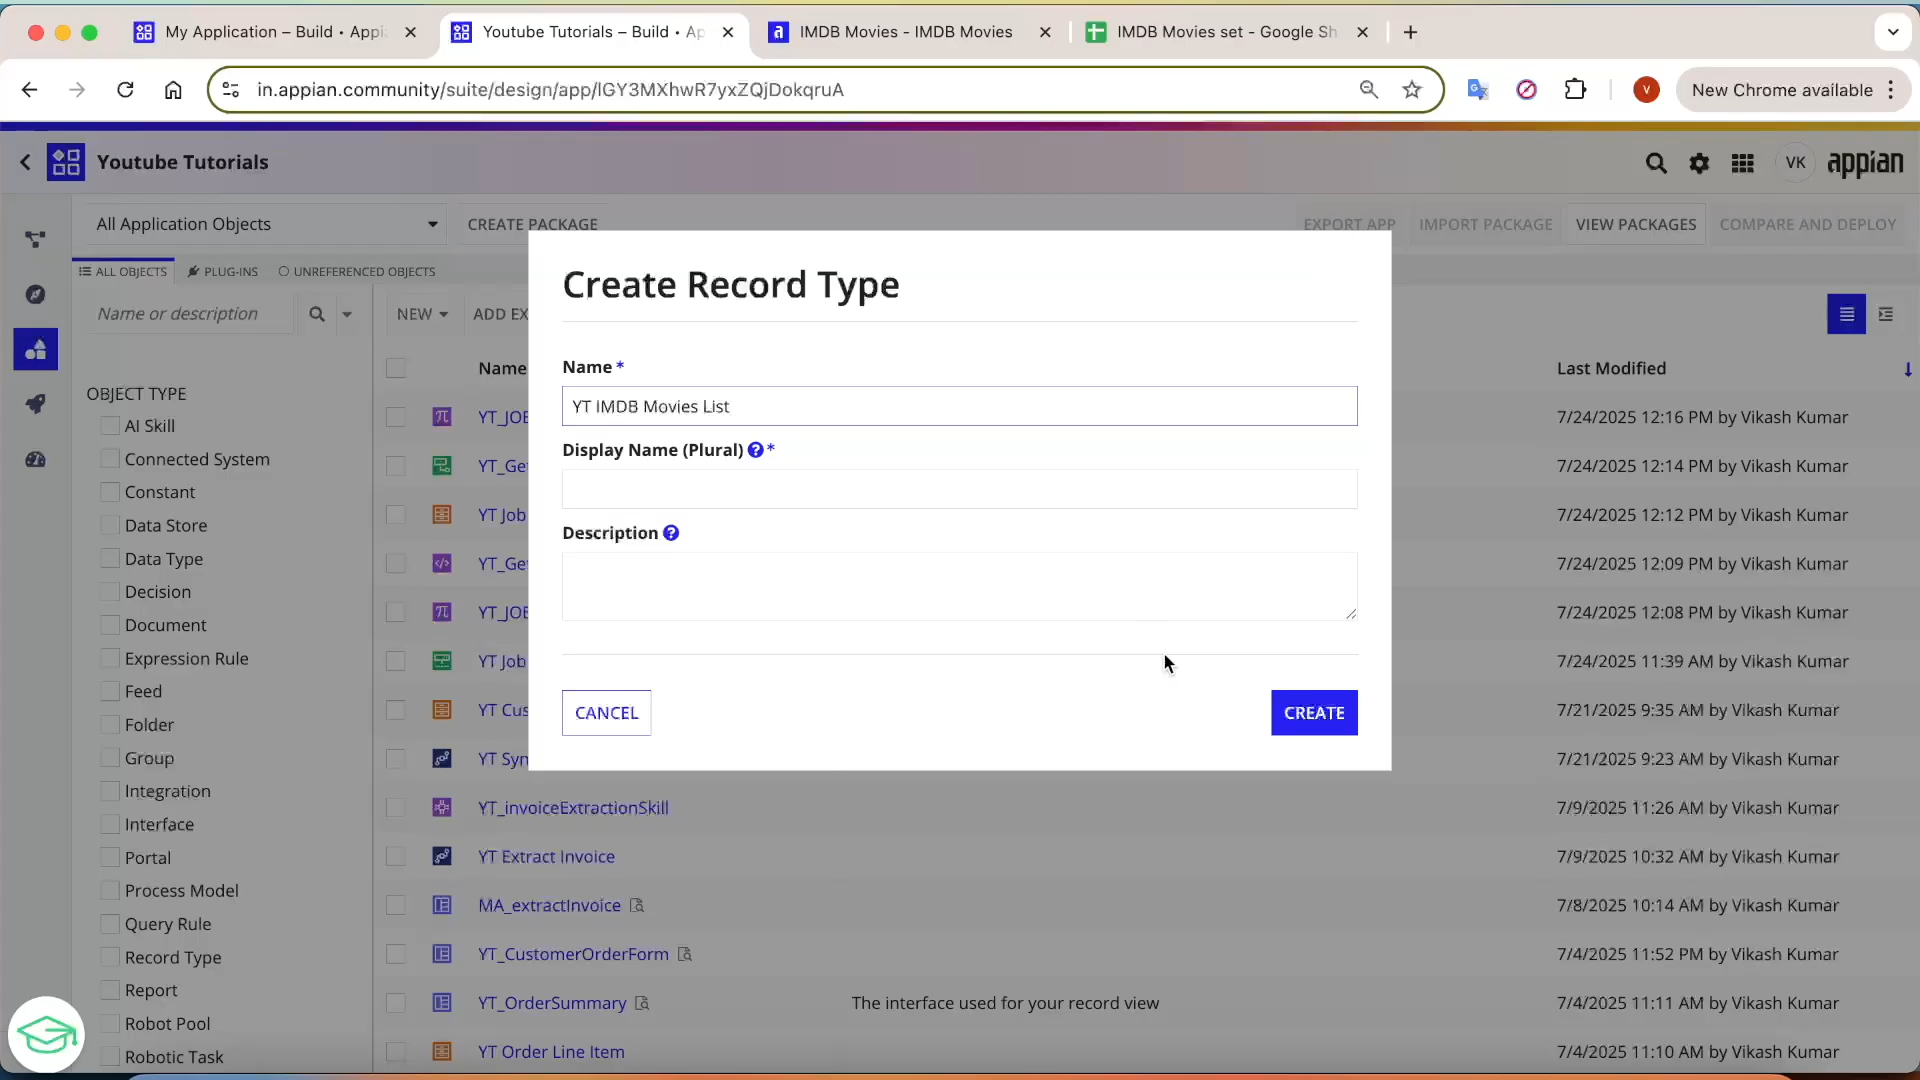 My Application – Build • Appi
Youtube Tutorials – Build • Ap
IMDB Movies - IMDB Movies
IMDB Movies set - Google Sh
in.appian.community/suite/design/app/lGY3MXhwR7yxZQjDokqruA
V
New Chrome available
Youtube Tutorials
VK
appian
All Application Objects
CREATE PACKAGE
EXPORT APP
IMPORT PACKAGE
VIEW PACKAGES
COMPARE AND DEPLOY
ALL OBJECTS
PLUG-INS
UNREFERENCED OBJECTS
Name or description
NEW
ADD EX
Create Record Type
Name *
YT IMDB Movies List
Display Name (Plural) ? *
Description ?
CANCEL
CREATE
OBJECT TYPE
AI Skill
Connected System
Constant
Data Store
Data Type
Decision
Document
Expression Rule
Feed
Folder
Group
Integration
Interface
Portal
Process Model
Query Rule
Record Type
Report
Robot Pool
Robotic Task
Name
Last Modified
YT_JOE
7/24/2025 12:16 PM by Vikash Kumar
YT_Ge
7/24/2025 12:14 PM by Vikash Kumar
YT Job
7/24/2025 12:12 PM by Vikash Kumar
YT_Ge
7/24/2025 12:09 PM by Vikash Kumar
YT_JOE
7/24/2025 12:08 PM by Vikash Kumar
YT Job
7/24/2025 11:39 AM by Vikash Kumar
YT Cus
7/21/2025 9:35 AM by Vikash Kumar
YT Syn
7/21/2025 9:23 AM by Vikash Kumar
YT_invoiceExtractionSkill
7/9/2025 11:26 AM by Vikash Kumar
YT Extract Invoice
7/9/2025 10:32 AM by Vikash Kumar
MA_extractInvoice
7/8/2025 10:14 AM by Vikash Kumar
YT_CustomerOrderForm
7/4/2025 11:52 PM by Vikash Kumar
YT_OrderSummary
The interface used for your record view
7/4/2025 11:11 AM by Vikash Kumar
YT Order Line Item
7/4/2025 11:10 AM by Vikash Kumar